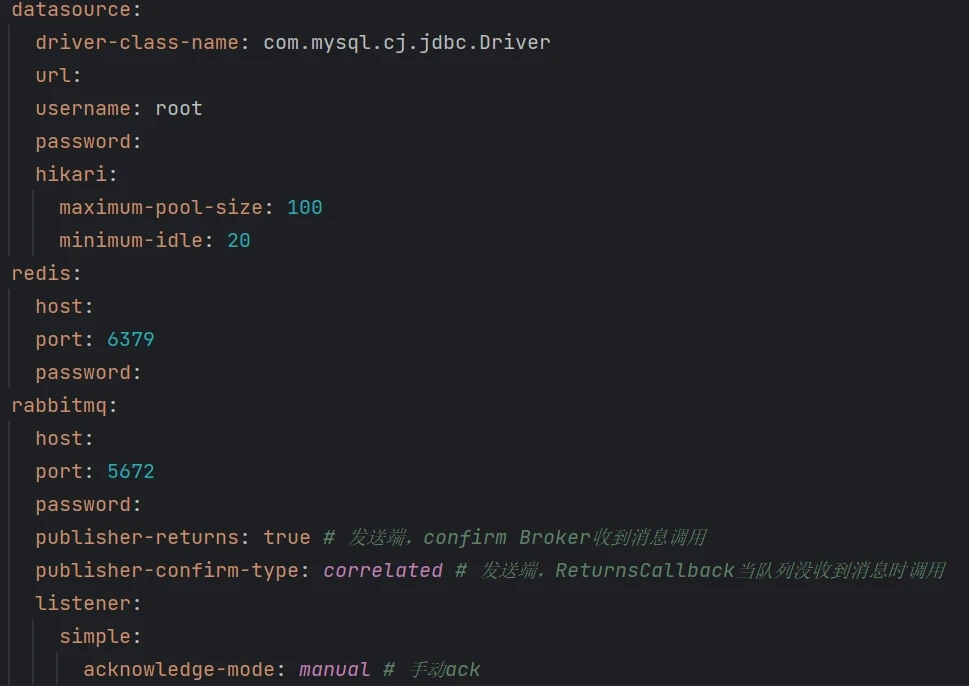 datasource:
driver-class-name: com.mysql.cj.jdbc.Driver
url:
username: root
password:
hikari:
maximum-pool-size: 100
minimum-idle: 20
redis:
host:
port: 6379
password:
rabbitmq:
host:
port: 5672
password:
publisher-returns: true # 发送端，confirm Broker收到消息调用
publisher-confirm-type: correlated # 发送端，ReturnsCallback当队列没收到消息时调用
listener:
simple:
acknowledge-mode: manual # 手动ack